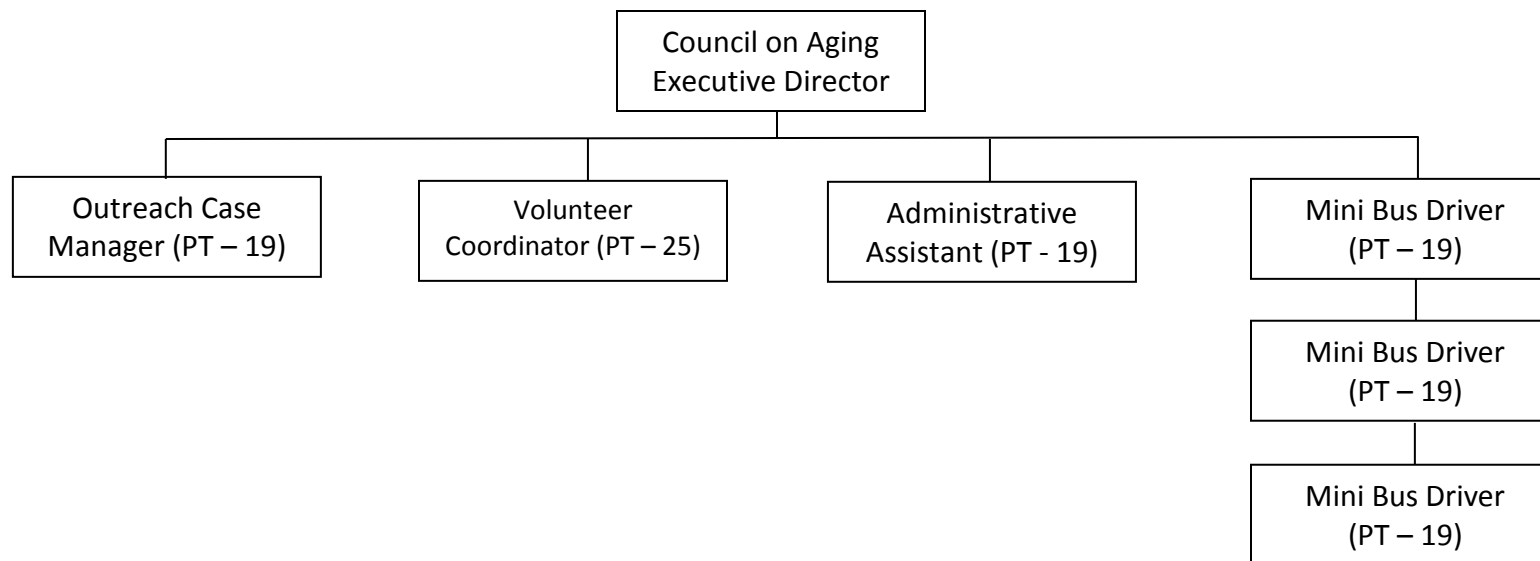 Council on Aging
Executive Director
Outreach Case
Manager (PT – 19)
Volunteer
Coordinator (PT – 25)
Administrative
Assistant (PT - 19)
Mini Bus Driver
(PT – 19)
Mini Bus Driver
(PT – 19)
Mini Bus Driver
(PT – 19)